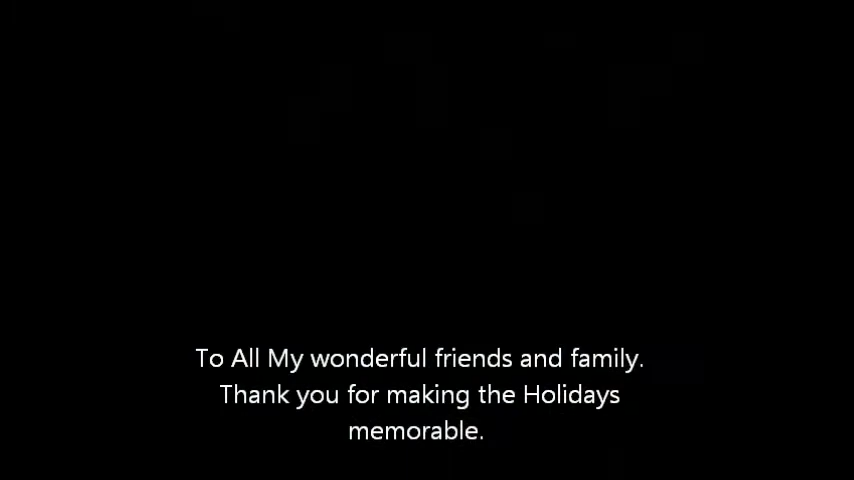 To All My wonderful friends and family.
Thank you for making the Holidays
memorable.